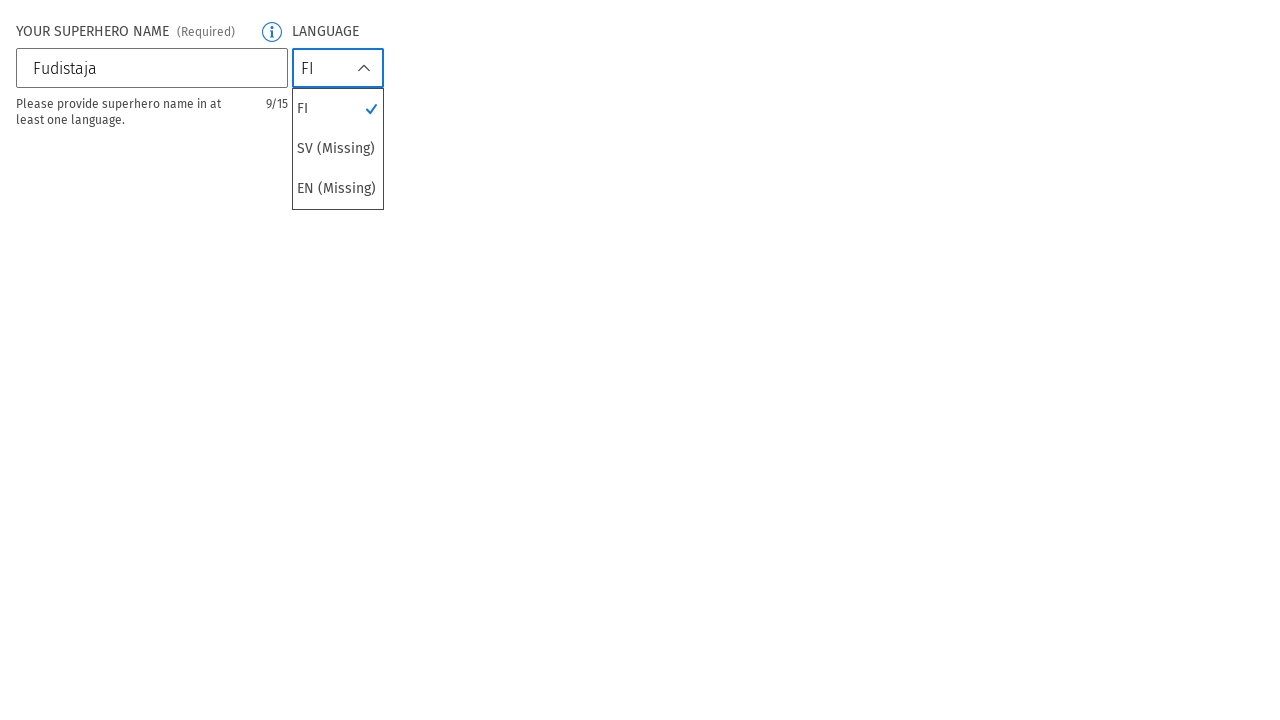 YOUR SUPERHERO NAME (Required)
LANGUAGE
Fudistaja
FI
Please provide superhero name in at
least one language.
9/15
FI
SV (Missing)
EN (Missing)